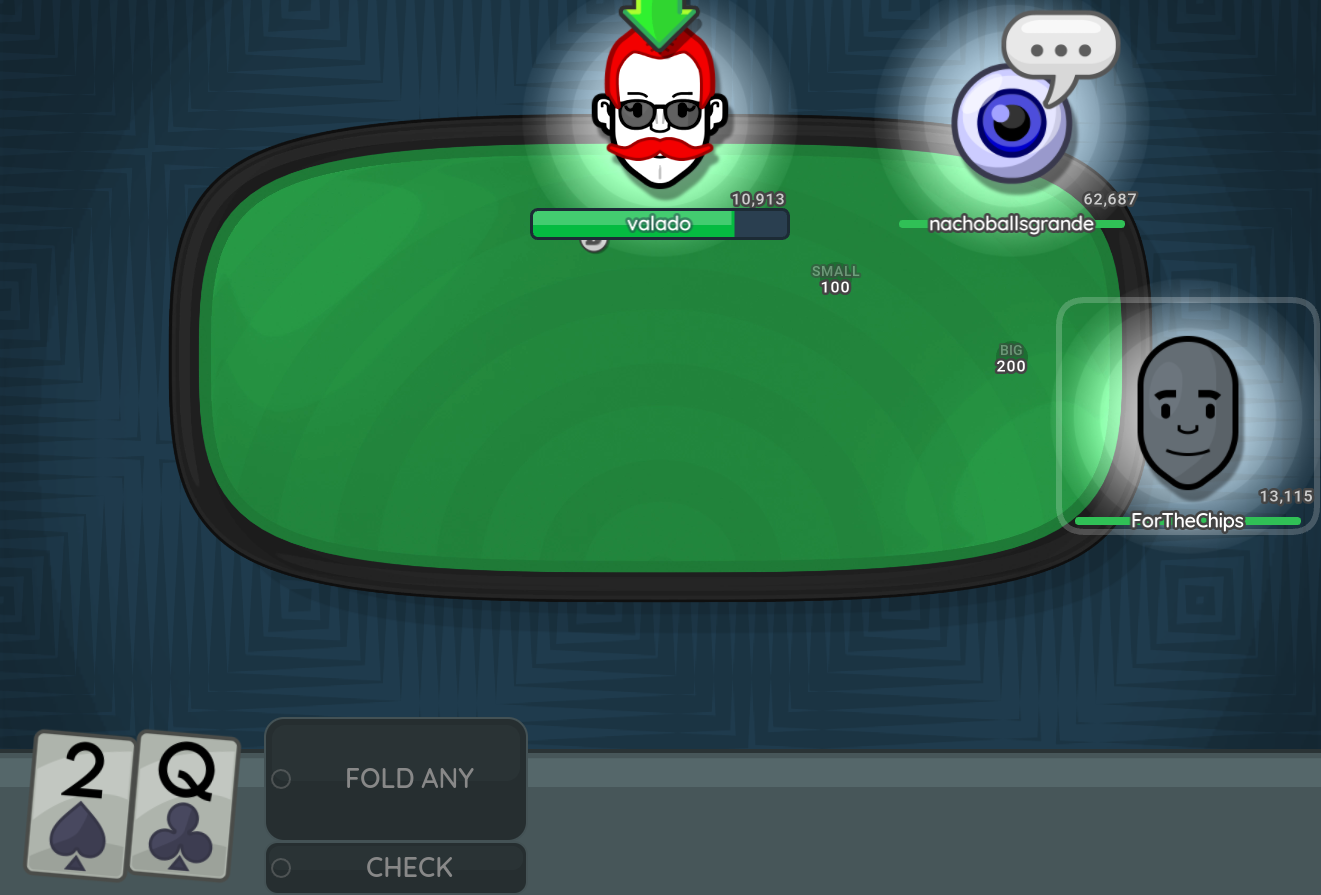 10,913
valado
62,687
nachoballsgrande
SMALL
100
BIG
200
13,115
ForTheChips
2
Q
FOLD ANY
CHECK